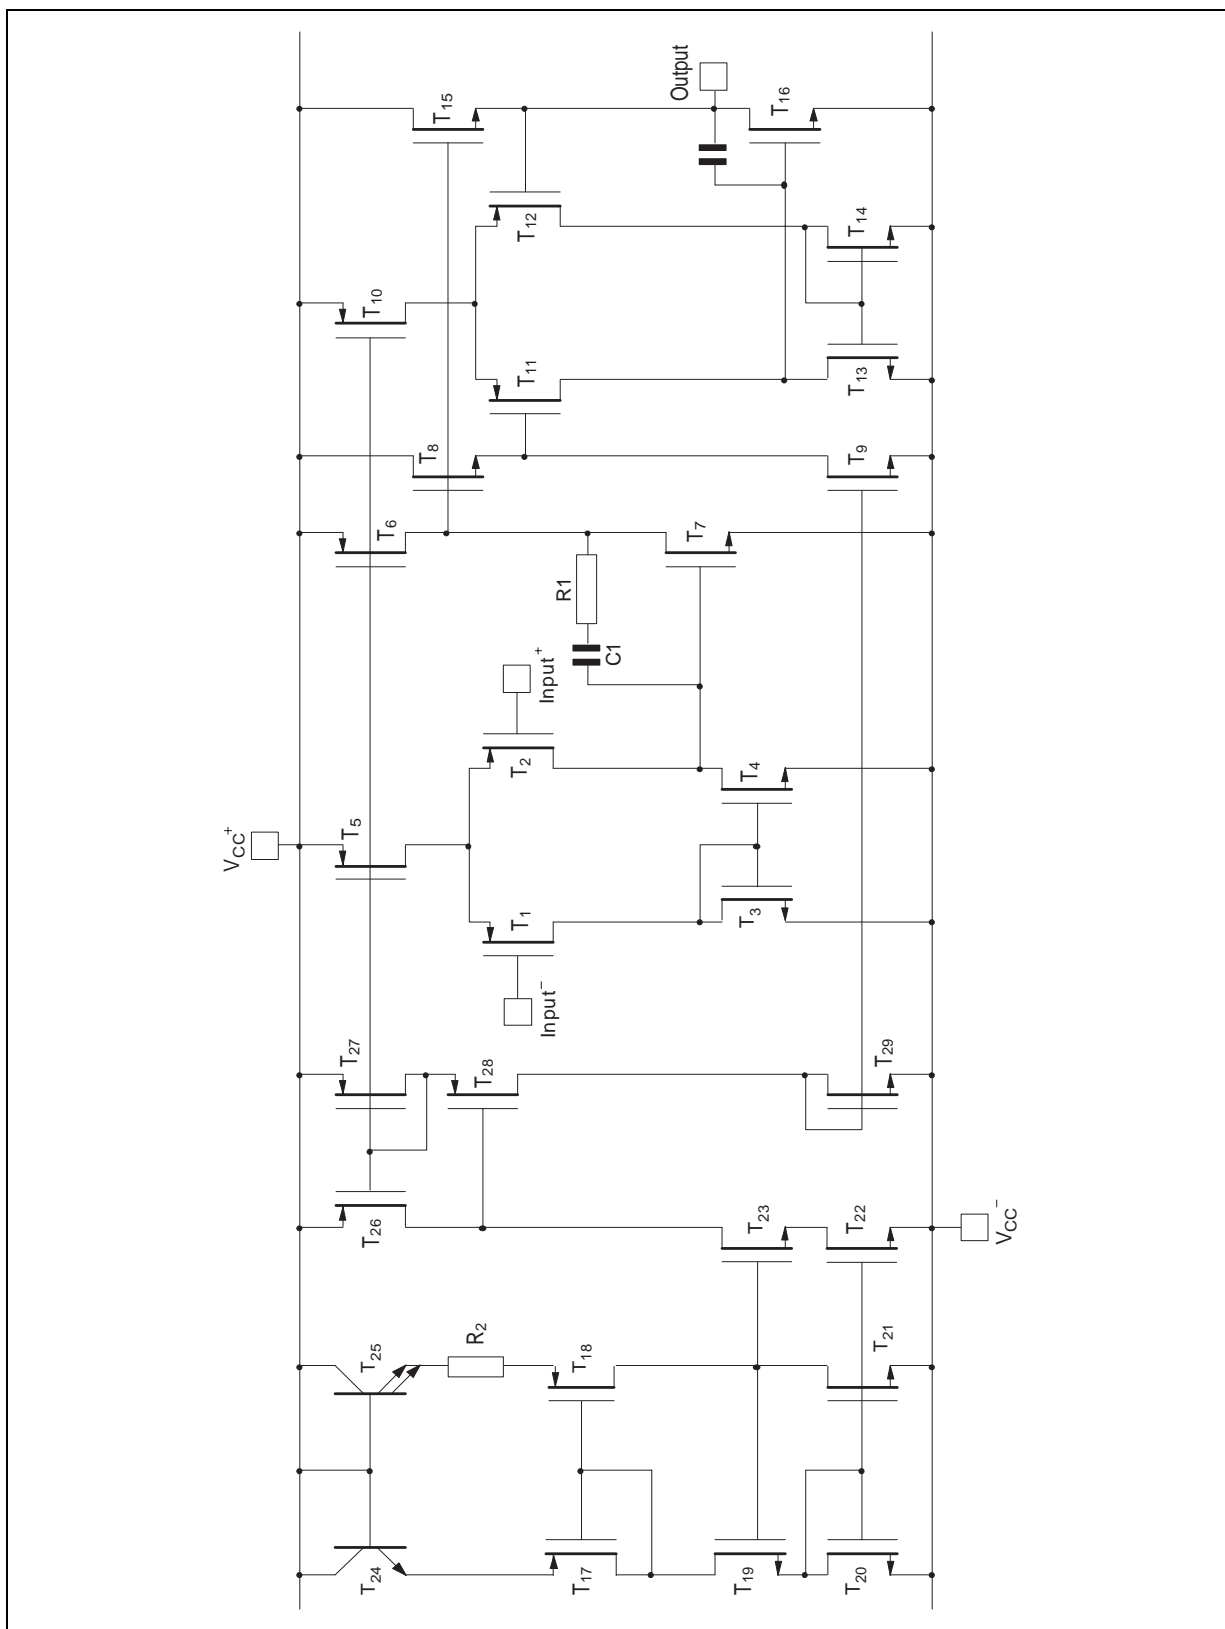 Output
T15
T16
T12
T14
T10
T11
T13
T8
T9
T6
T7
R1
C1
Input+
T2
T4
VCC+
T5
T1
T3
Input−
T27
T28
T29
T26
T23
T22
VCC−
T25
R2
T18
T21
T24
T17
T19
T20